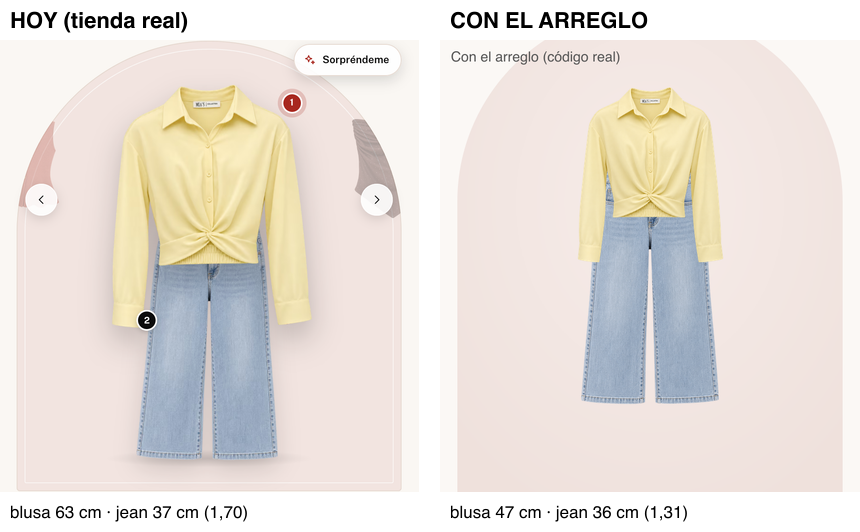 HOY (tienda real)
CON EL ARREGLO
Sorpréndeme
Con el arreglo (código real)
1
2
blusa 63 cm · jean 37 cm (1,70)
blusa 47 cm · jean 36 cm (1,31)